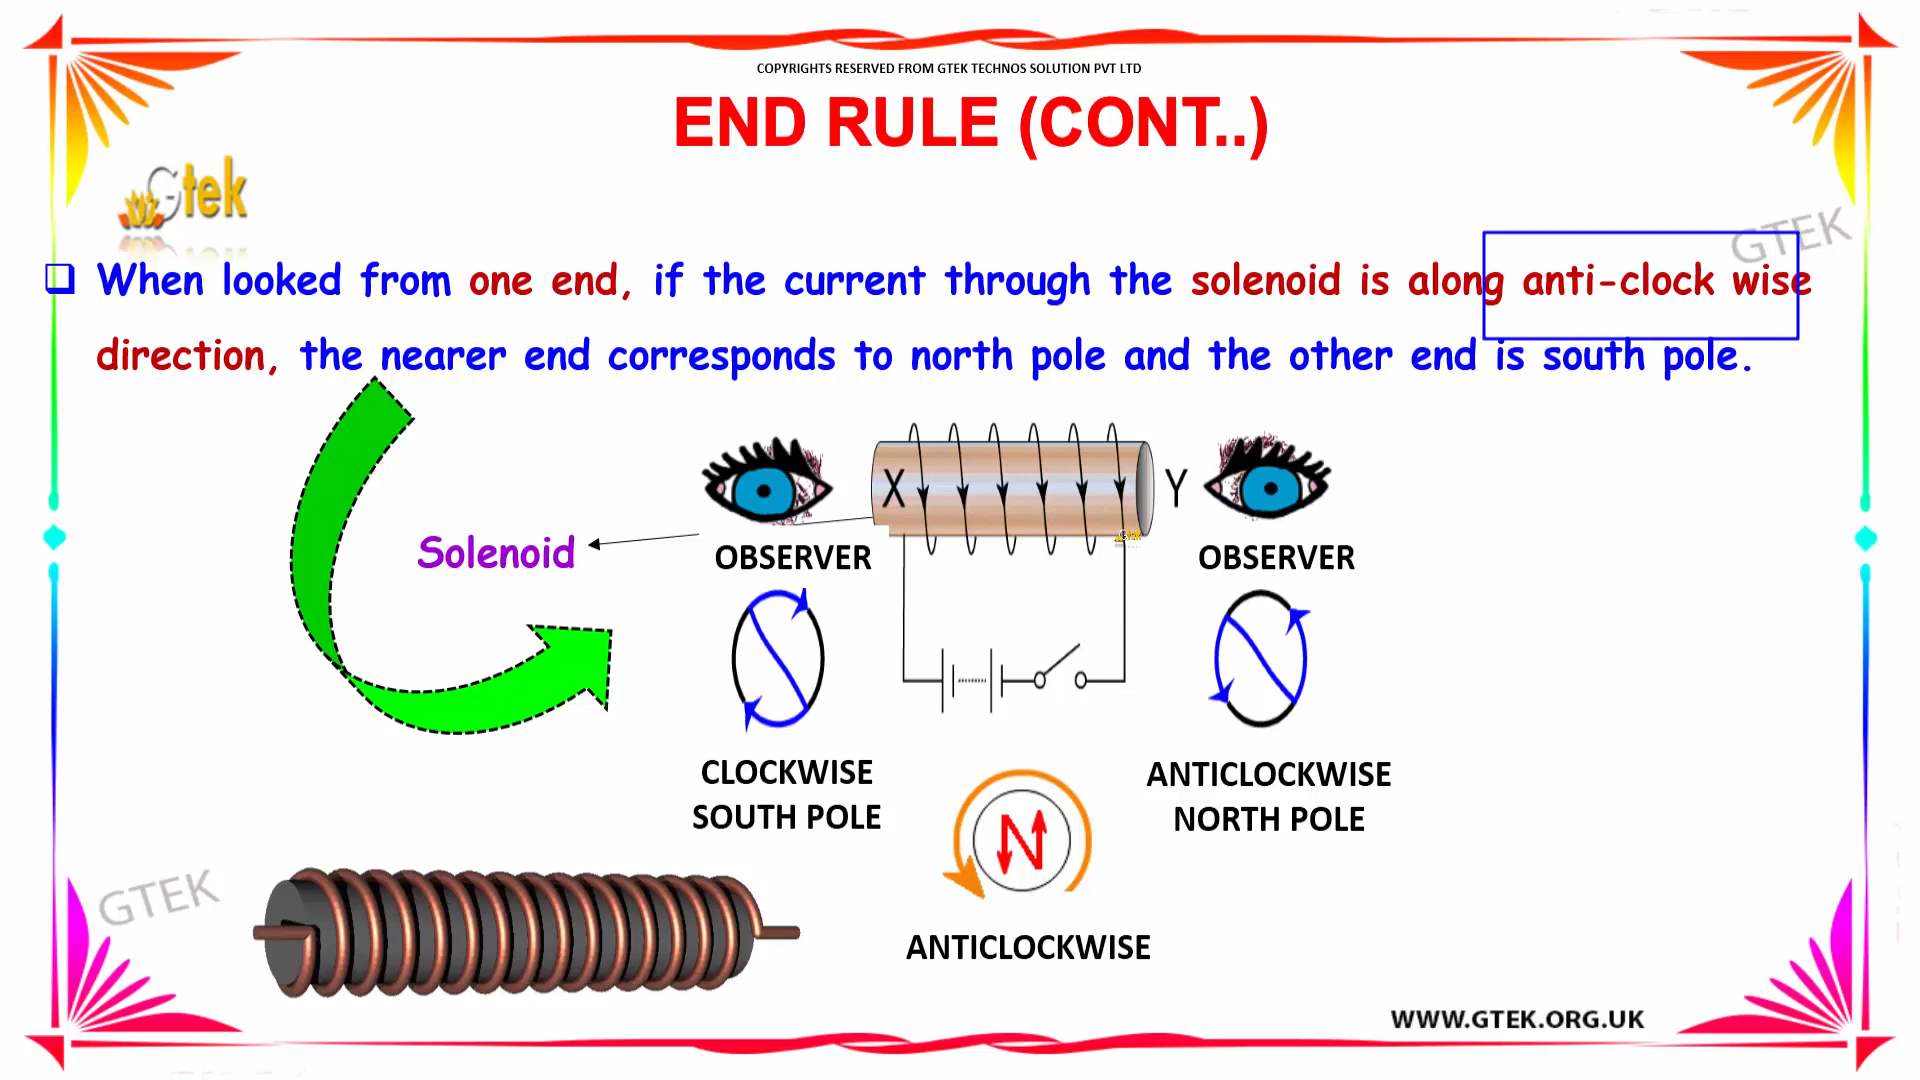 COPYRIGHTS RESERVED FROM GTEK TECHNOS SOLUTION PVT LTD
END RULE (CONT..)
Gtek
GTEK
When looked from one end, if the current through the solenoid is along anti-clock wise
direction, the nearer end corresponds to north pole and the other end is south pole.
X
Y
Solenoid
OBSERVER
OBSERVER
CLOCKWISE
SOUTH POLE
ANTICLOCKWISE
NORTH POLE
N
GTEK
ANTICLOCKWISE
WWW.GTEK.ORG.UK